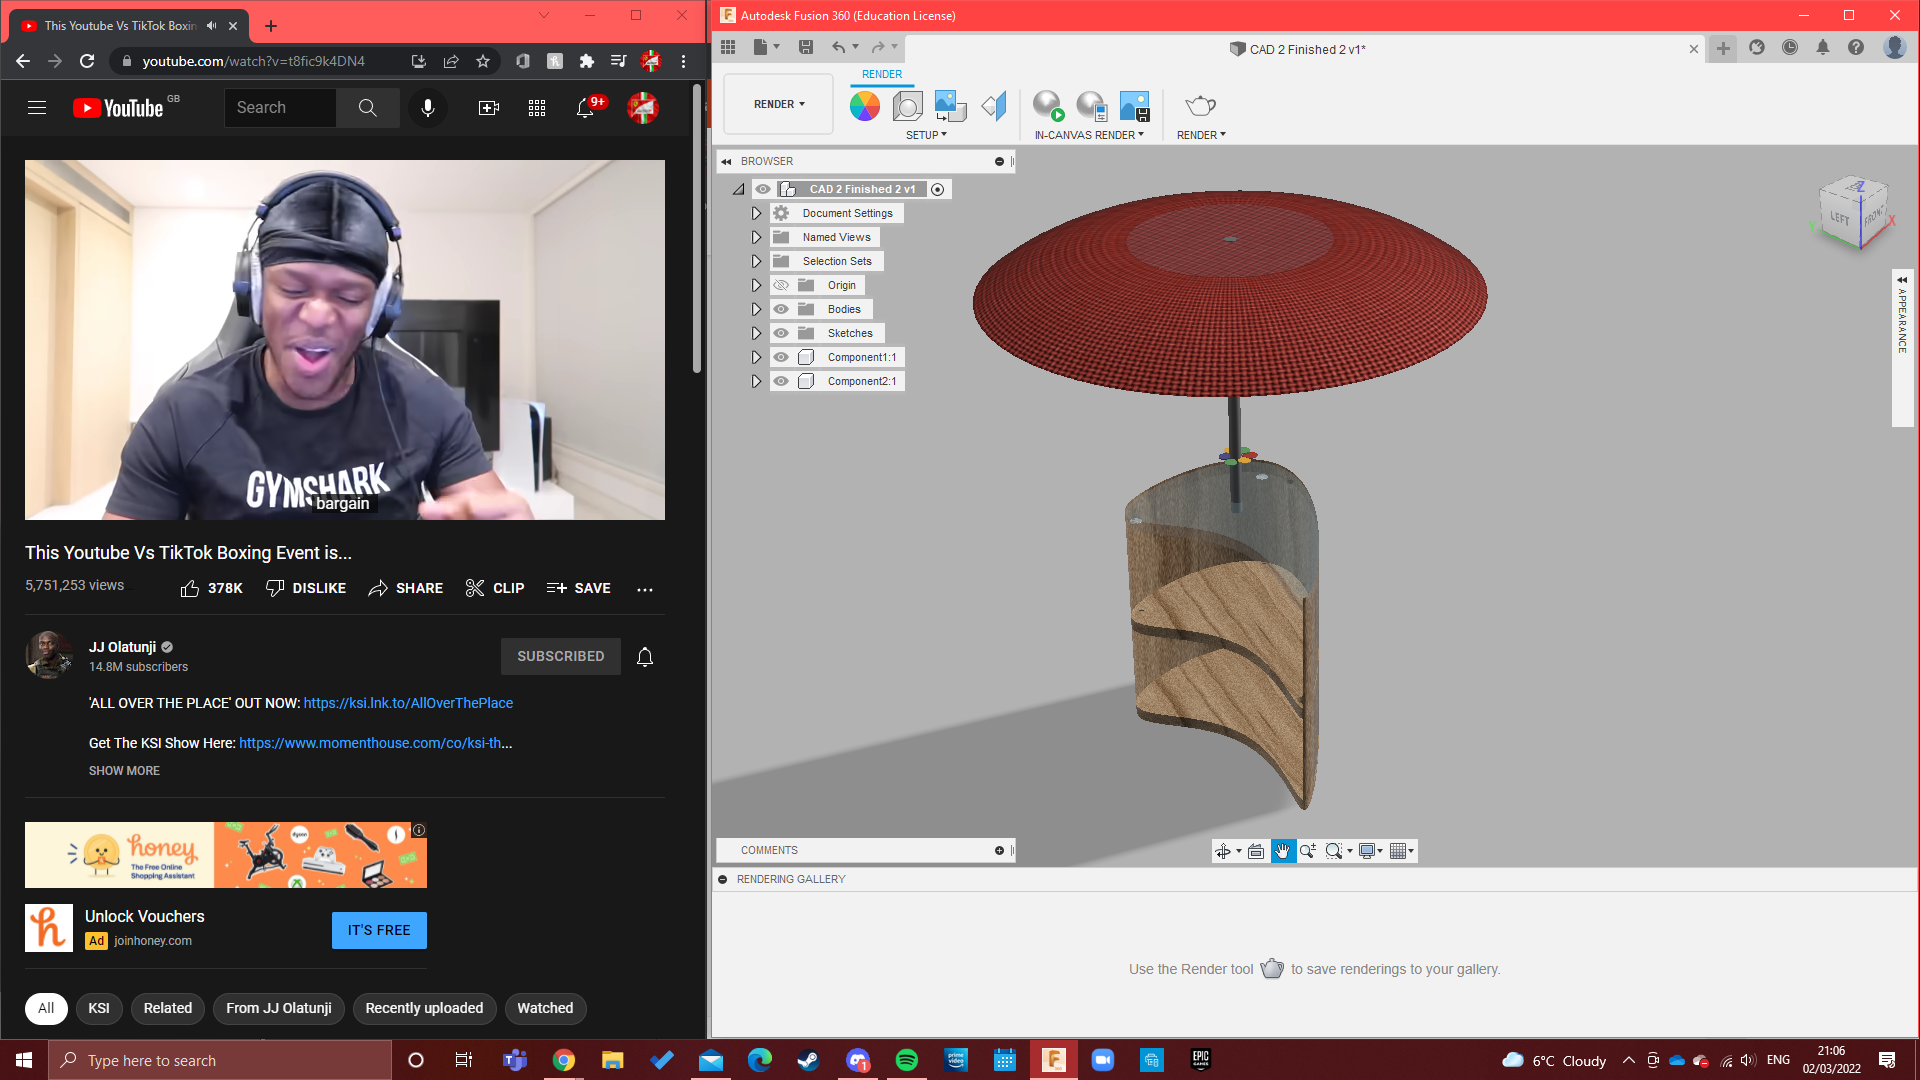 This Youtube Vs TikTok Boxin
youtube.com/watch?v=t8fic9k4DN4
YouTube GB
Search
9+
GYMSHARK
bargain
This Youtube Vs TikTok Boxing Event is...
5,751,253 views
378K
DISLIKE
SHARE
CLIP
SAVE
JJ Olatunji
14.8M subscribers
SUBSCRIBED
'ALL OVER THE PLACE' OUT NOW: https://ksi.lnk.to/AllOverThePlace
Get The KSI Show Here: https://www.momenthouse.com/co/ksi-th...
SHOW MORE
honey
The Free Online
Shopping Assistant
dyson
Unlock Vouchers
Ad joinhoney.com
IT'S FREE
All
KSI
Related
From JJ Olatunji
Recently uploaded
Watched
Autodesk Fusion 360 (Education License)
CAD 2 Finished 2 v1*
RENDER
RENDER
SETUP
IN-CANVAS RENDER
RENDER
BROWSER
CAD 2 Finished 2 v1
Document Settings
Named Views
Selection Sets
Origin
Bodies
Sketches
Component1:1
Component2:1
Z
LEFT
FRONT
X
Y
APPEARANCE
COMMENTS
RENDERING GALLERY
Use the Render tool to save renderings to your gallery.
Type here to search
prime video
EPIC GAMES
1
6°C Cloudy
ENG
21:06
02/03/2022